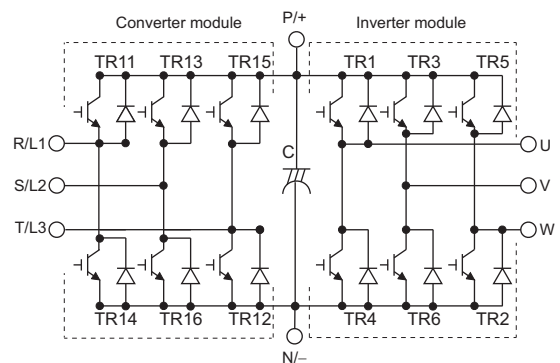 P/+
Converter module
Inverter module
TR11 TR13 TR15
TR1 TR3 TR5
R/L1
U
C
S/L2
V
T/L3
W
TR14 TR16 TR12
TR4 TR6 TR2
N/−